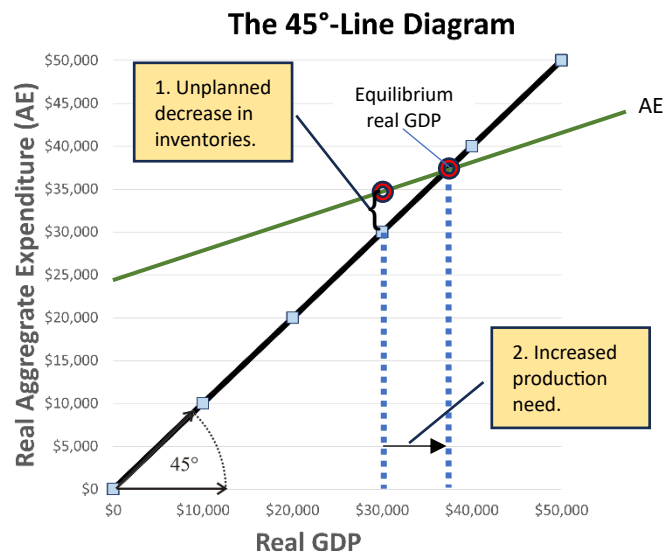 The 45°-Line Diagram
Real Aggregrate Expenditure (AE)
$50,000
$45,000
$40,000
$35,000
$30,000
$25,000
$20,000
$15,000
$10,000
$5,000
$0
1. Unplanned
decrease in
inventories.
Equilibrium
real GDP
AE
2. Increased
production
need.
45°
$0
$10,000
$20,000
$30,000
$40,000
$50,000
Real GDP